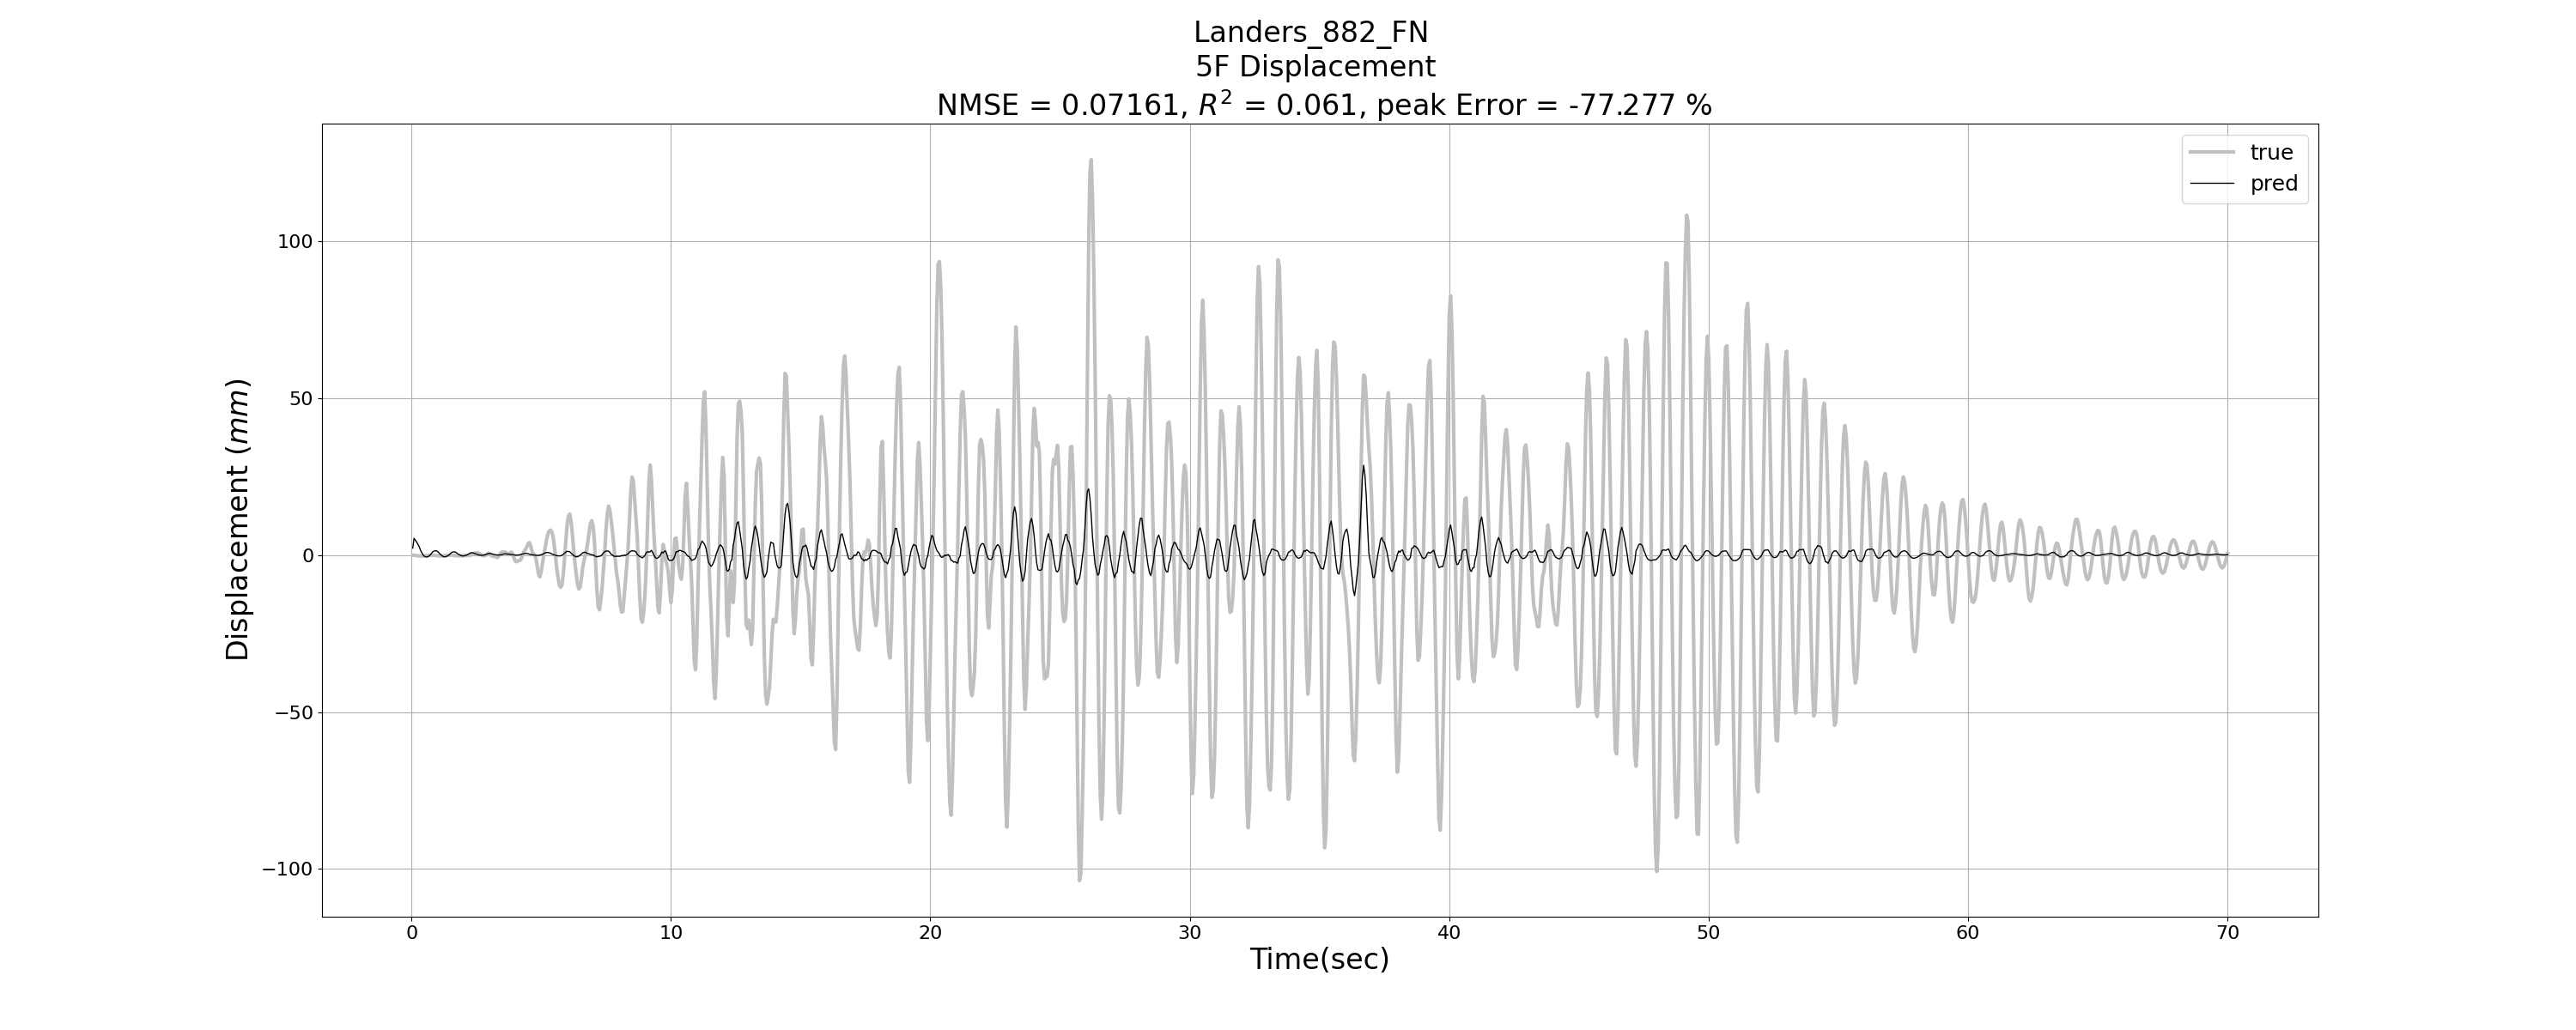 Landers_882_FN
5F Displacement
NMSE = 0.07161, R² = 0.061, peak Error = -77.277 %
true
pred
Displacement (mm)
100
50
0
−50
−100
0 10 20 30 40 50 60 70
Time(sec)